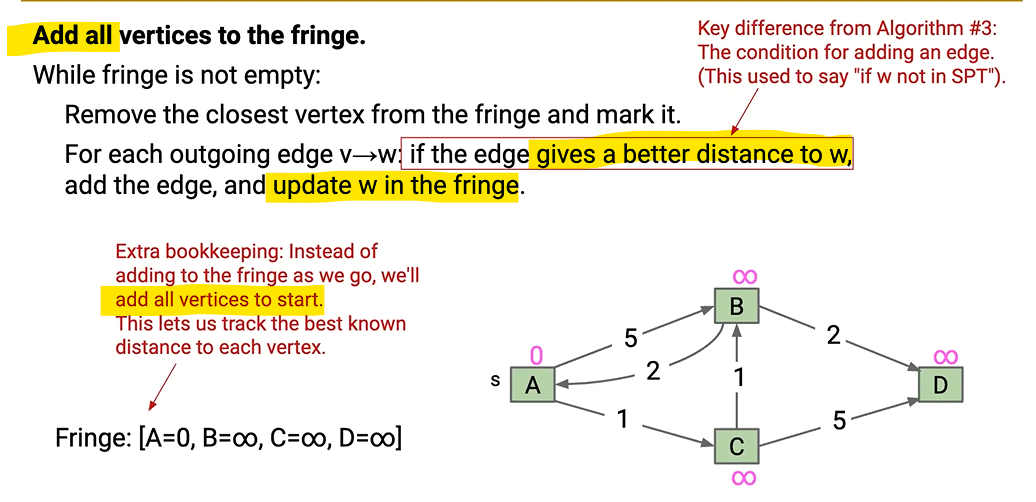 Add all vertices to the fringe.
While fringe is not empty:
Remove the closest vertex from the fringe and mark it.
For each outgoing edge v→w: if the edge gives a better distance to w,
add the edge, and update w in the fringe.
Key difference from Algorithm #3:
The condition for adding an edge.
(This used to say "if w not in SPT").
Extra bookkeeping: Instead of
adding to the fringe as we go, we'll
add all vertices to start.
This lets us track the best known
distance to each vertex.
Fringe: [A=0, B=∞, C=∞, D=∞]
∞
B
5
2
0
2
∞
s
A
1
D
1
5
C
∞